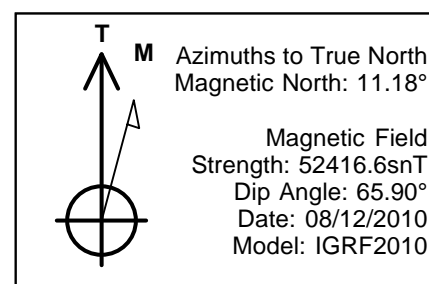 T
M
Azimuths to True North
Magnetic North: 11.18°
Magnetic Field
Strength: 52416.6snT
Dip Angle: 65.90°
Date: 08/12/2010
Model: IGRF2010